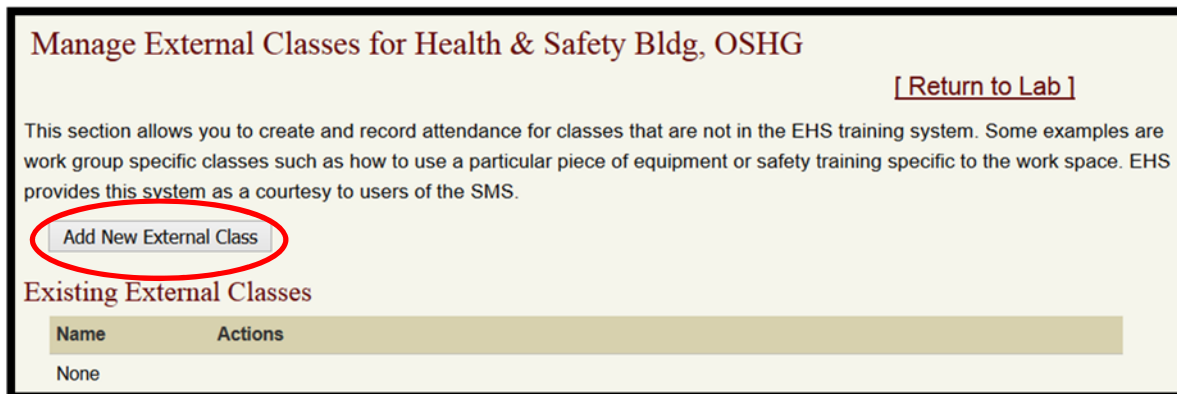 Manage External Classes for Health & Safety Bldg, OSHG
[ Return to Lab ]
This section allows you to create and record attendance for classes that are not in the EHS training system. Some examples are
work group specific classes such as how to use a particular piece of equipment or safety training specific to the work space. EHS
provides this system as a courtesy to users of the SMS.
Add New External Class
Existing External Classes
Name Actions
None